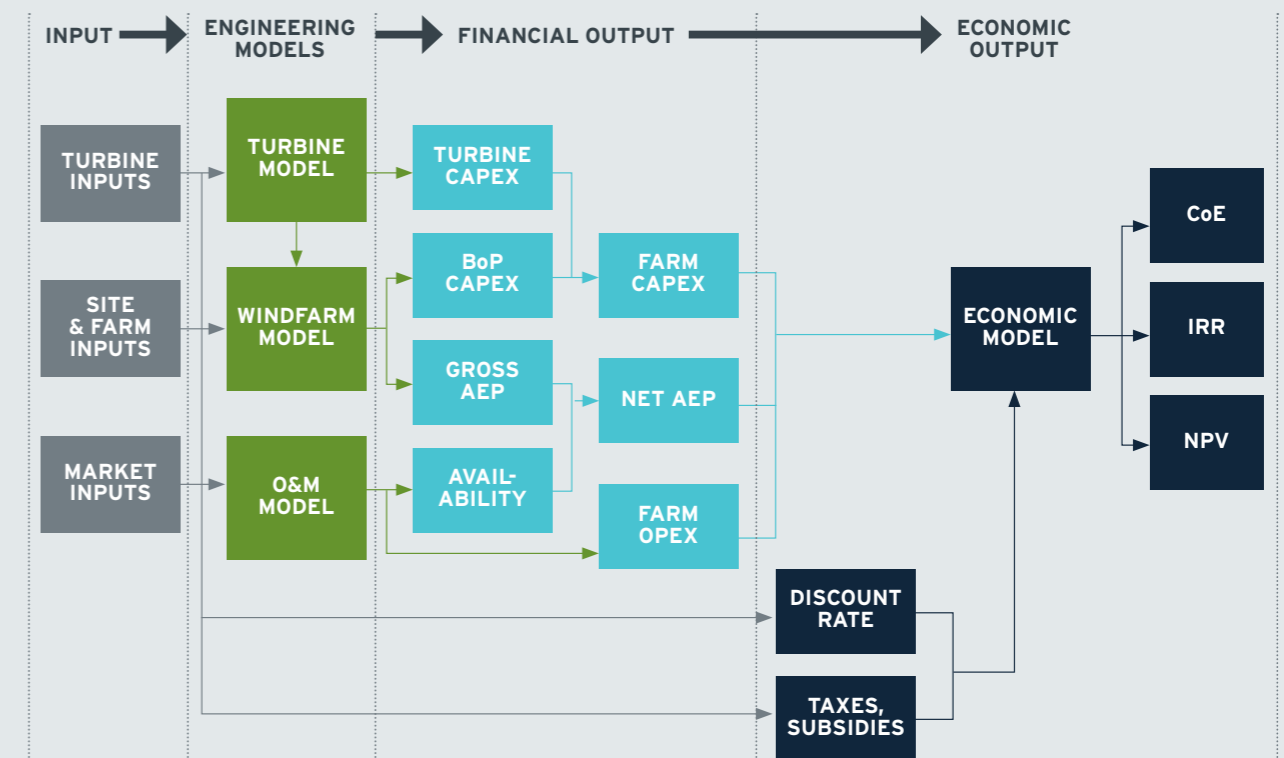 INPUT
ENGINEERING
MODELS
FINANCIAL OUTPUT
ECONOMIC
OUTPUT
TURBINE
INPUTS
SITE
& FARM
INPUTS
MARKET
INPUTS
TURBINE
MODEL
WINDFARM
MODEL
O&M
MODEL
TURBINE
CAPEX
BoP
CAPEX
GROSS
AEP
AVAIL-
ABILITY
FARM
CAPEX
NET AEP
FARM
OPEX
DISCOUNT
RATE
TAXES,
SUBSIDIES
ECONOMIC
MODEL
CoE
IRR
NPV